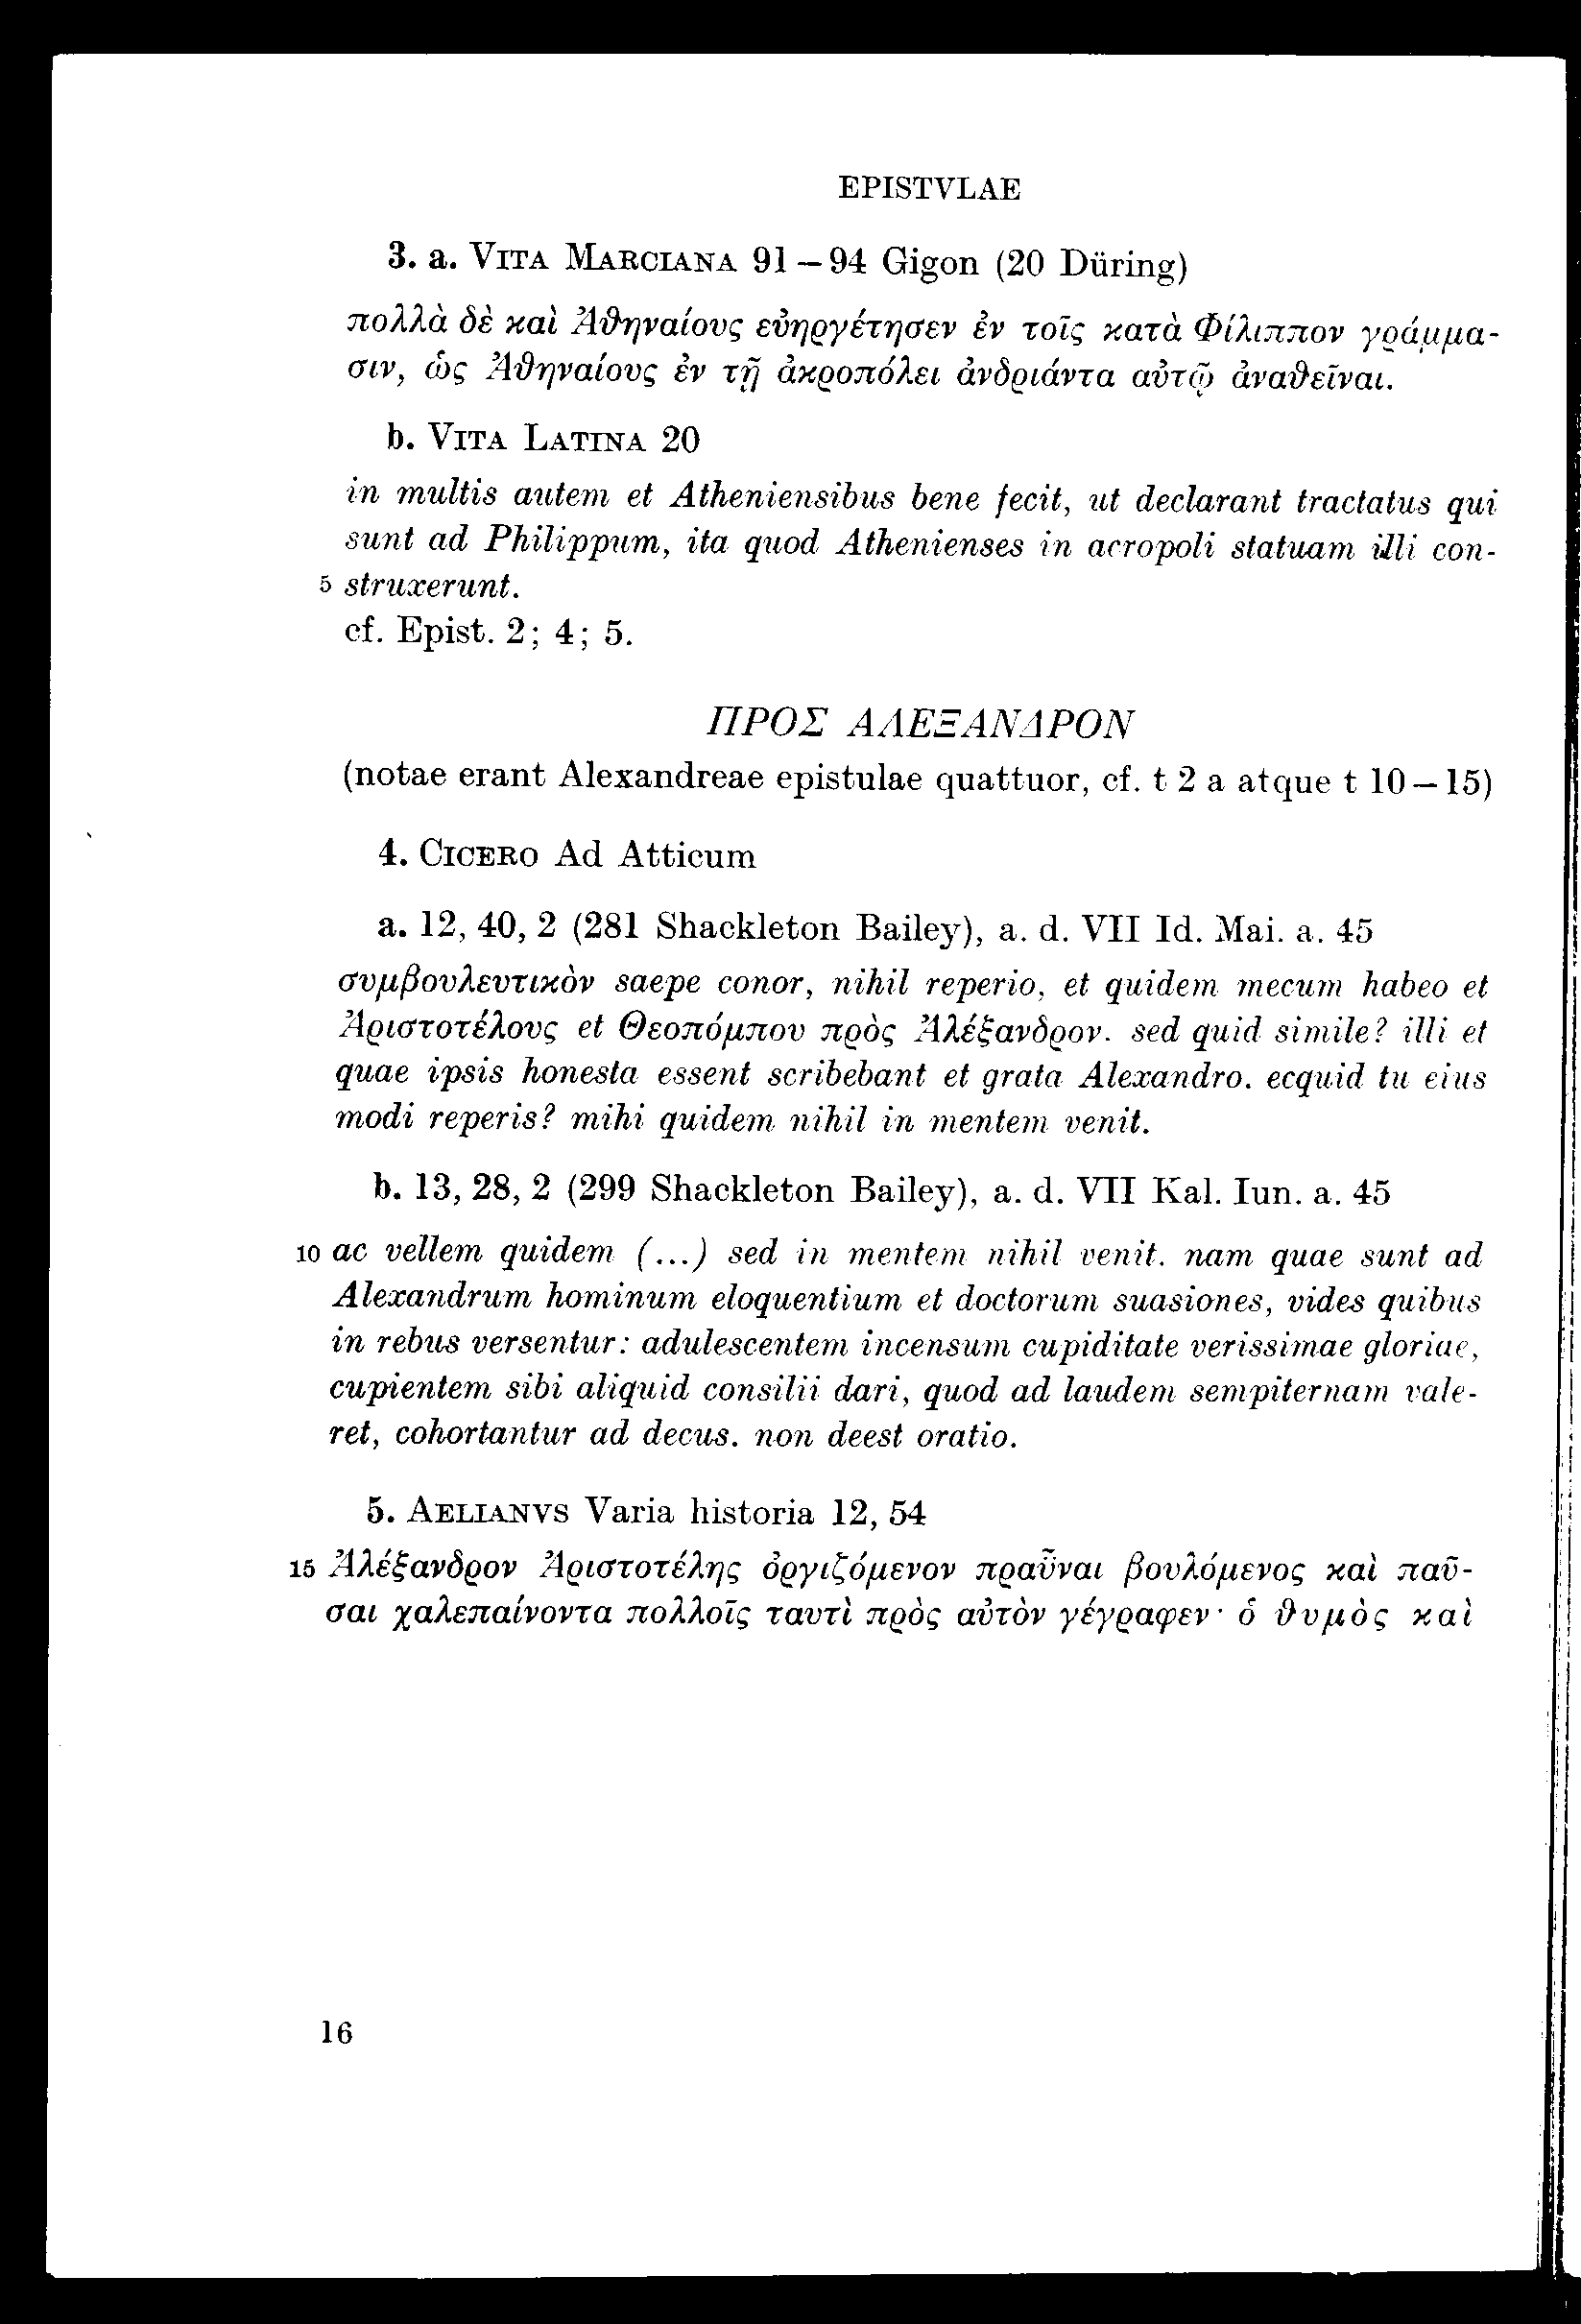 EPISTVLAE
3. a. VITA MARCIANA 91 – 94 Gigon (20 Düring)
πολλὰ δὲ καὶ Ἀθηναίους εὐηργέτησεν ἐν τοῖς κατὰ Φίλιππον γράμμα-
σιν, ὡς Ἀθηναίους ἐν τῇ ἀκροπόλει ἀνδριάντα αὐτῷ ἀναθεῖναι.
b. VITA LATINA 20
in multis autem et Atheniensibus bene fecit, ut declarant tractatus qui
sunt ad Philippum, ita quod Athenienses in acropoli statuam illi con-
5 struxerunt.
cf. Epist. 2; 4; 5.
ΠΡΟΣ ΑΛΕΞΑΝΔΡΟΝ
(notae erant Alexandreae epistulae quattuor, cf. t 2 a atque t 10 – 15)
4. CICERO Ad Atticum
a. 12, 40, 2 (281 Shackleton Bailey), a. d. VII Id. Mai. a. 45
συμβουλευτικὸν saepe conor, nihil reperio, et quidem mecum habeo et
Ἀριστοτέλους et Θεοπόμπου πρὸς Ἀλέξανδρον. sed quid simile? illi et
quae ipsis honesta essent scribebant et grata Alexandro. ecquid tu eius
modi reperis? mihi quidem nihil in mentem venit.
b. 13, 28, 2 (299 Shackleton Bailey), a. d. VII Kal. Iun. a. 45
10 ac vellem quidem (...) sed in mentem nihil venit. nam quae sunt ad
Alexandrum hominum eloquentium et doctorum suasiones, vides quibus
in rebus versentur: adulescentem incensum cupiditate verissimae gloriae,
cupientem sibi aliquid consilii dari, quod ad laudem sempiternam vale-
ret, cohortantur ad decus. non deest oratio.
5. AELIANVS Varia historia 12, 54
15 Ἀλέξανδρον Ἀριστοτέλης ὀργιζόμενον πραῧναι βουλόμενος καὶ παῦ-
σαι χαλεπαίνοντα πολλοῖς ταυτὶ πρὸς αὐτὸν γέγραφεν· ὁ θυμὸς καὶ
16